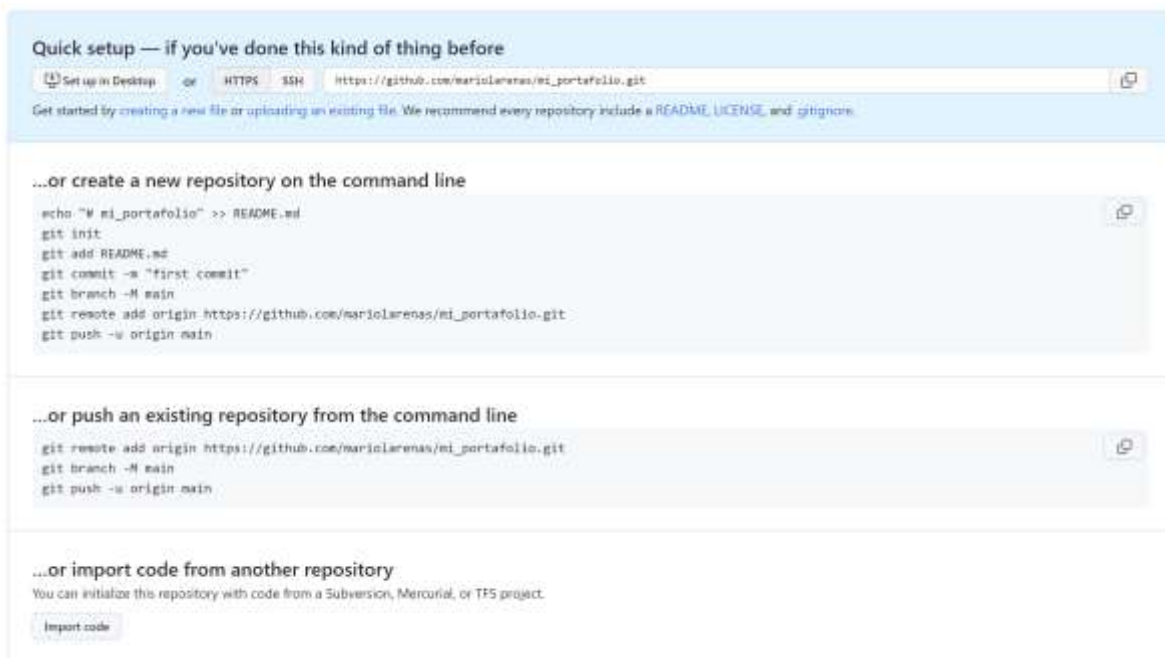 Quick setup — if you've done this kind of thing before
Set up in Desktop or HTTPS SSH https://github.com/mariolarenas/mi_portafolio.git
Get started by creating a new file or uploading an existing file. We recommend every repository include a README, LICENSE, and .gitignore.
...or create a new repository on the command line
echo "# mi_portafolio" >> README.md
git init
git add README.md
git commit -m "first commit"
git branch -M main
git remote add origin https://github.com/mariolarenas/mi_portafolio.git
git push -u origin main
...or push an existing repository from the command line
git remote add origin https://github.com/mariolarenas/mi_portafolio.git
git branch -M main
git push -u origin main
...or import code from another repository
You can initialize this repository with code from a Subversion, Mercurial, or TFS project.
Import code